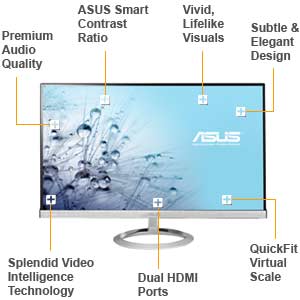 ASUS Smart
Contrast
Ratio
Vivid,
Lifelike
Visuals
Subtle &
Elegant
Design
Premium
Audio
Quality
ASUS
Splendid Video
Intelligence
Technology
Dual HDMI
Ports
QuickFit
Virtual
Scale